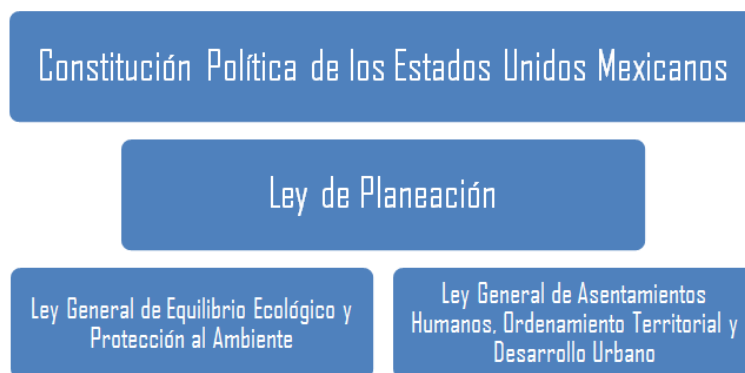 Constitución Política de los Estados Unidos Mexicanos
Ley de Planeación
Ley General de Equilibrio Ecológico y
Protección al Ambiente
Ley General de Asentamientos
Humanos, Ordenamiento Territorial y
Desarrollo Urbano